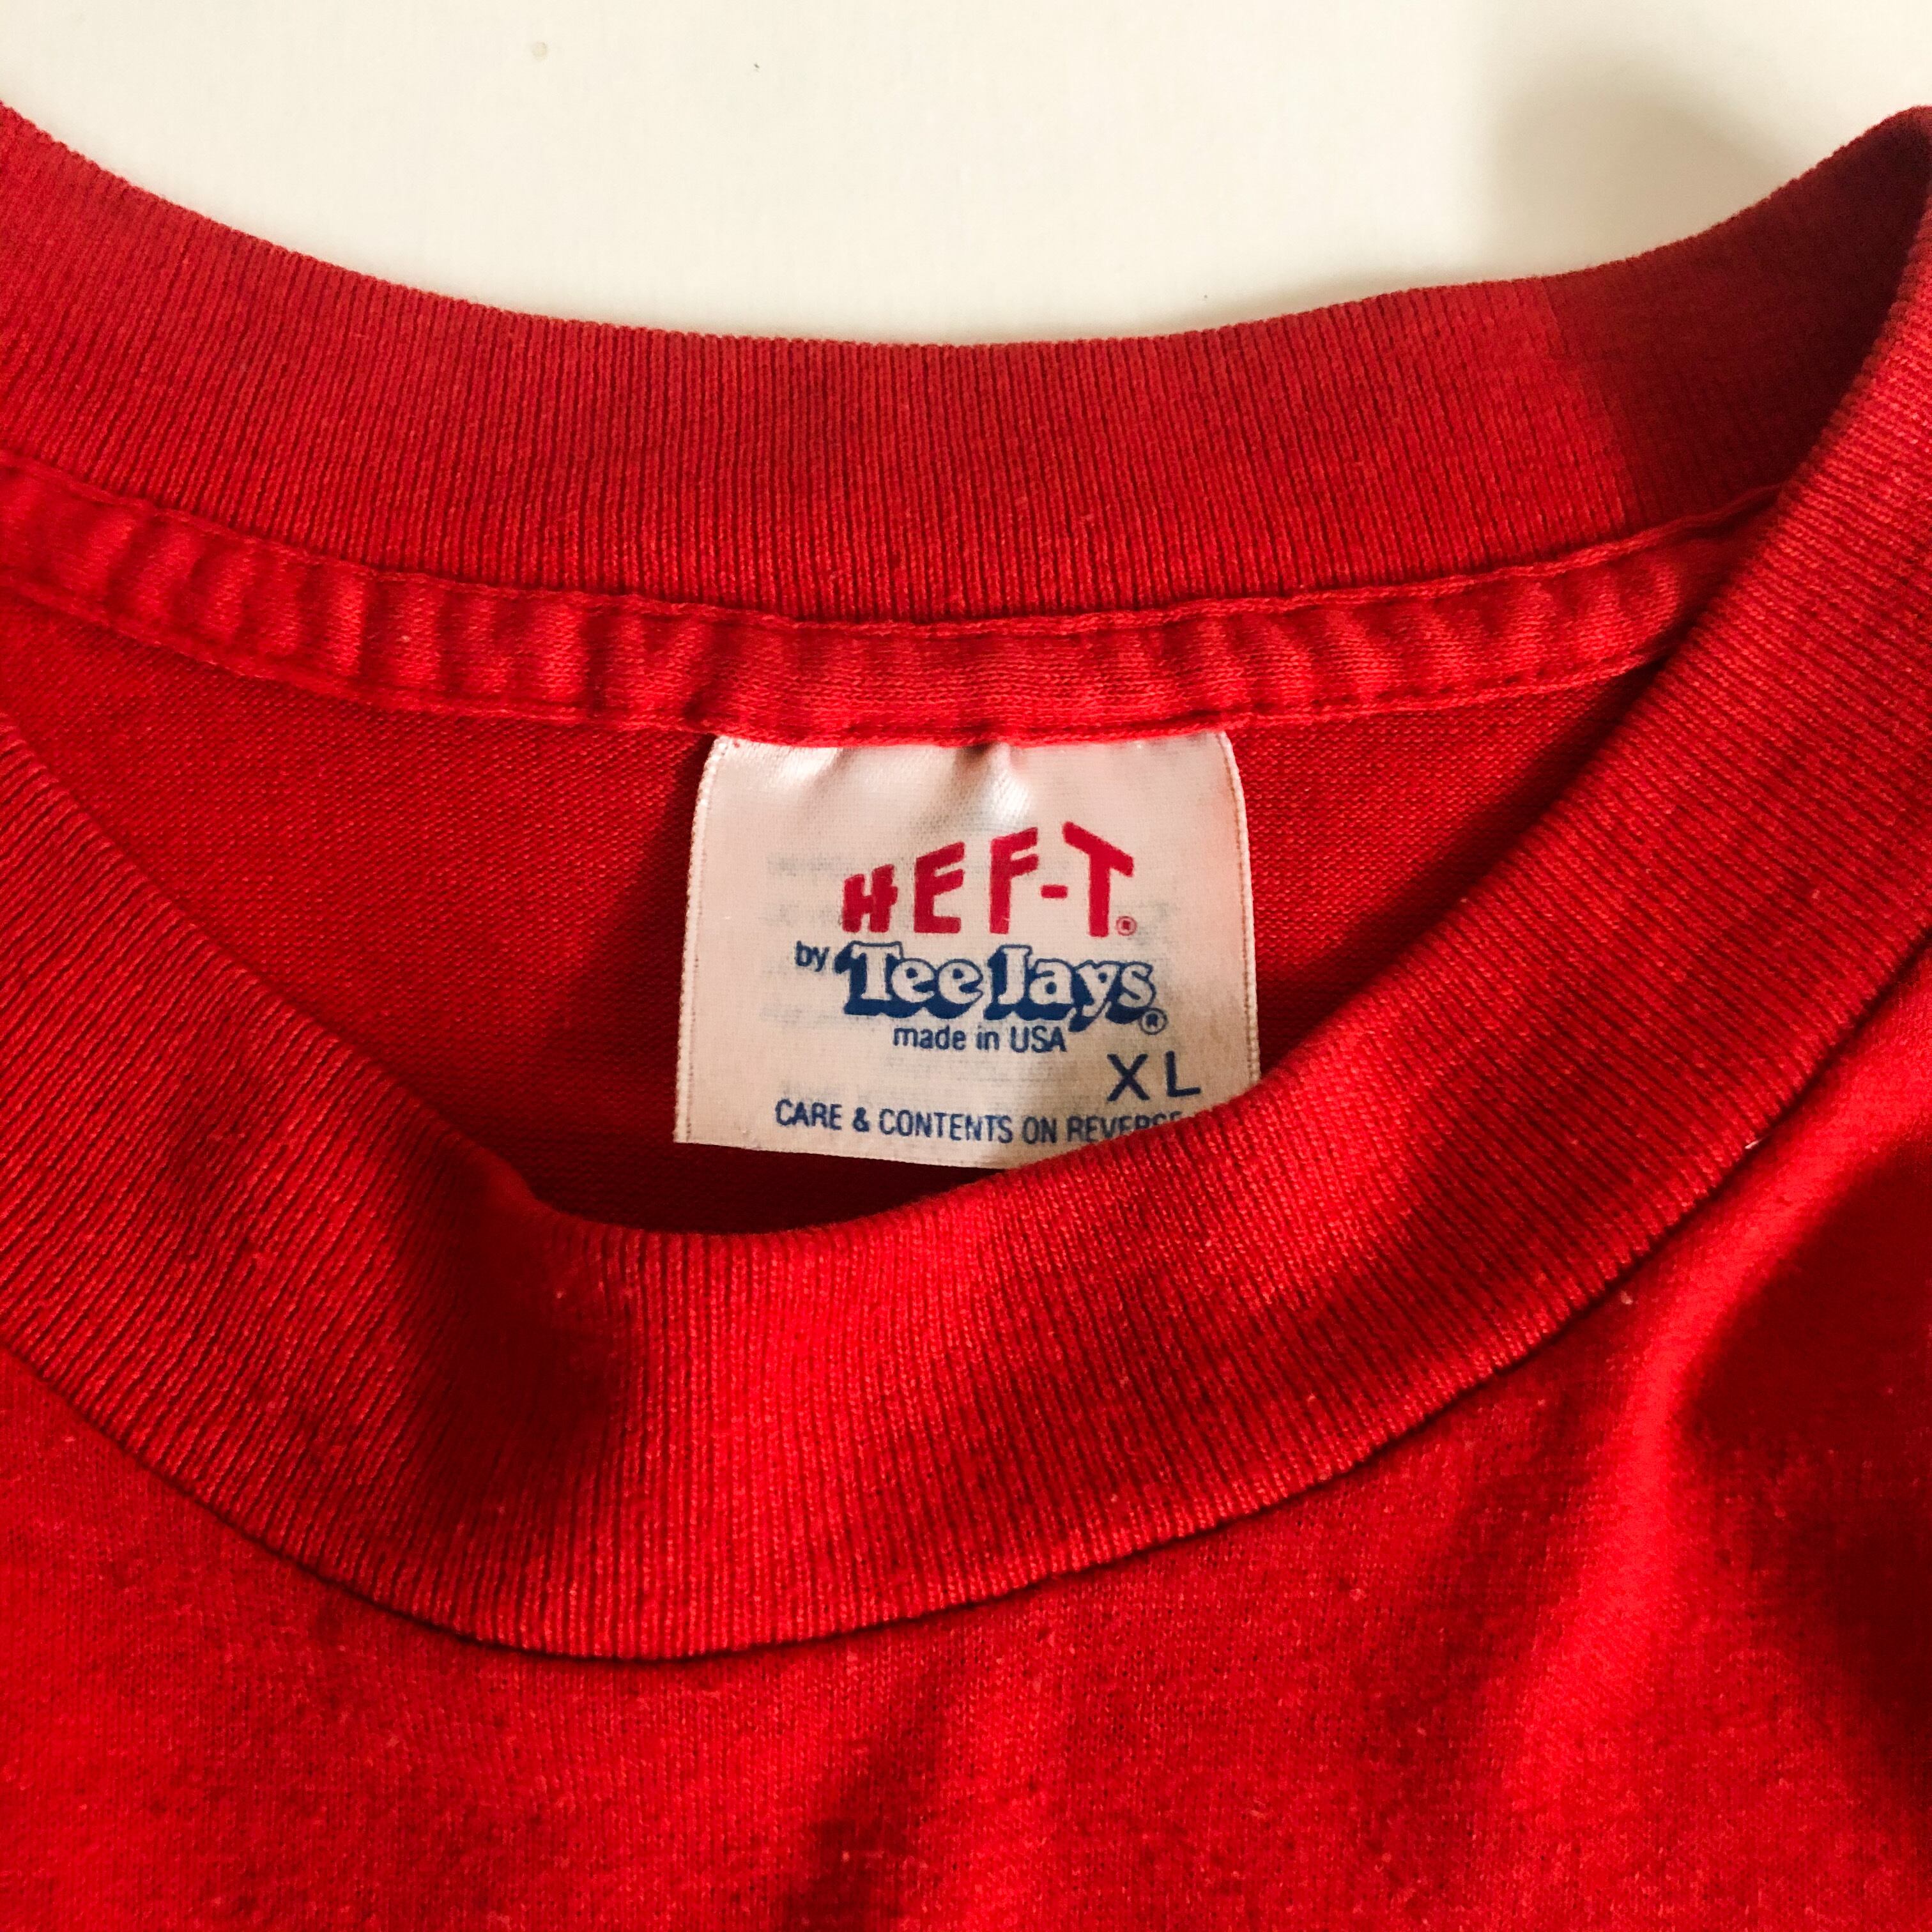 HEF-T®
by Tee Jays®
made in USA
XL
CARE & CONTENTS ON REVERSE